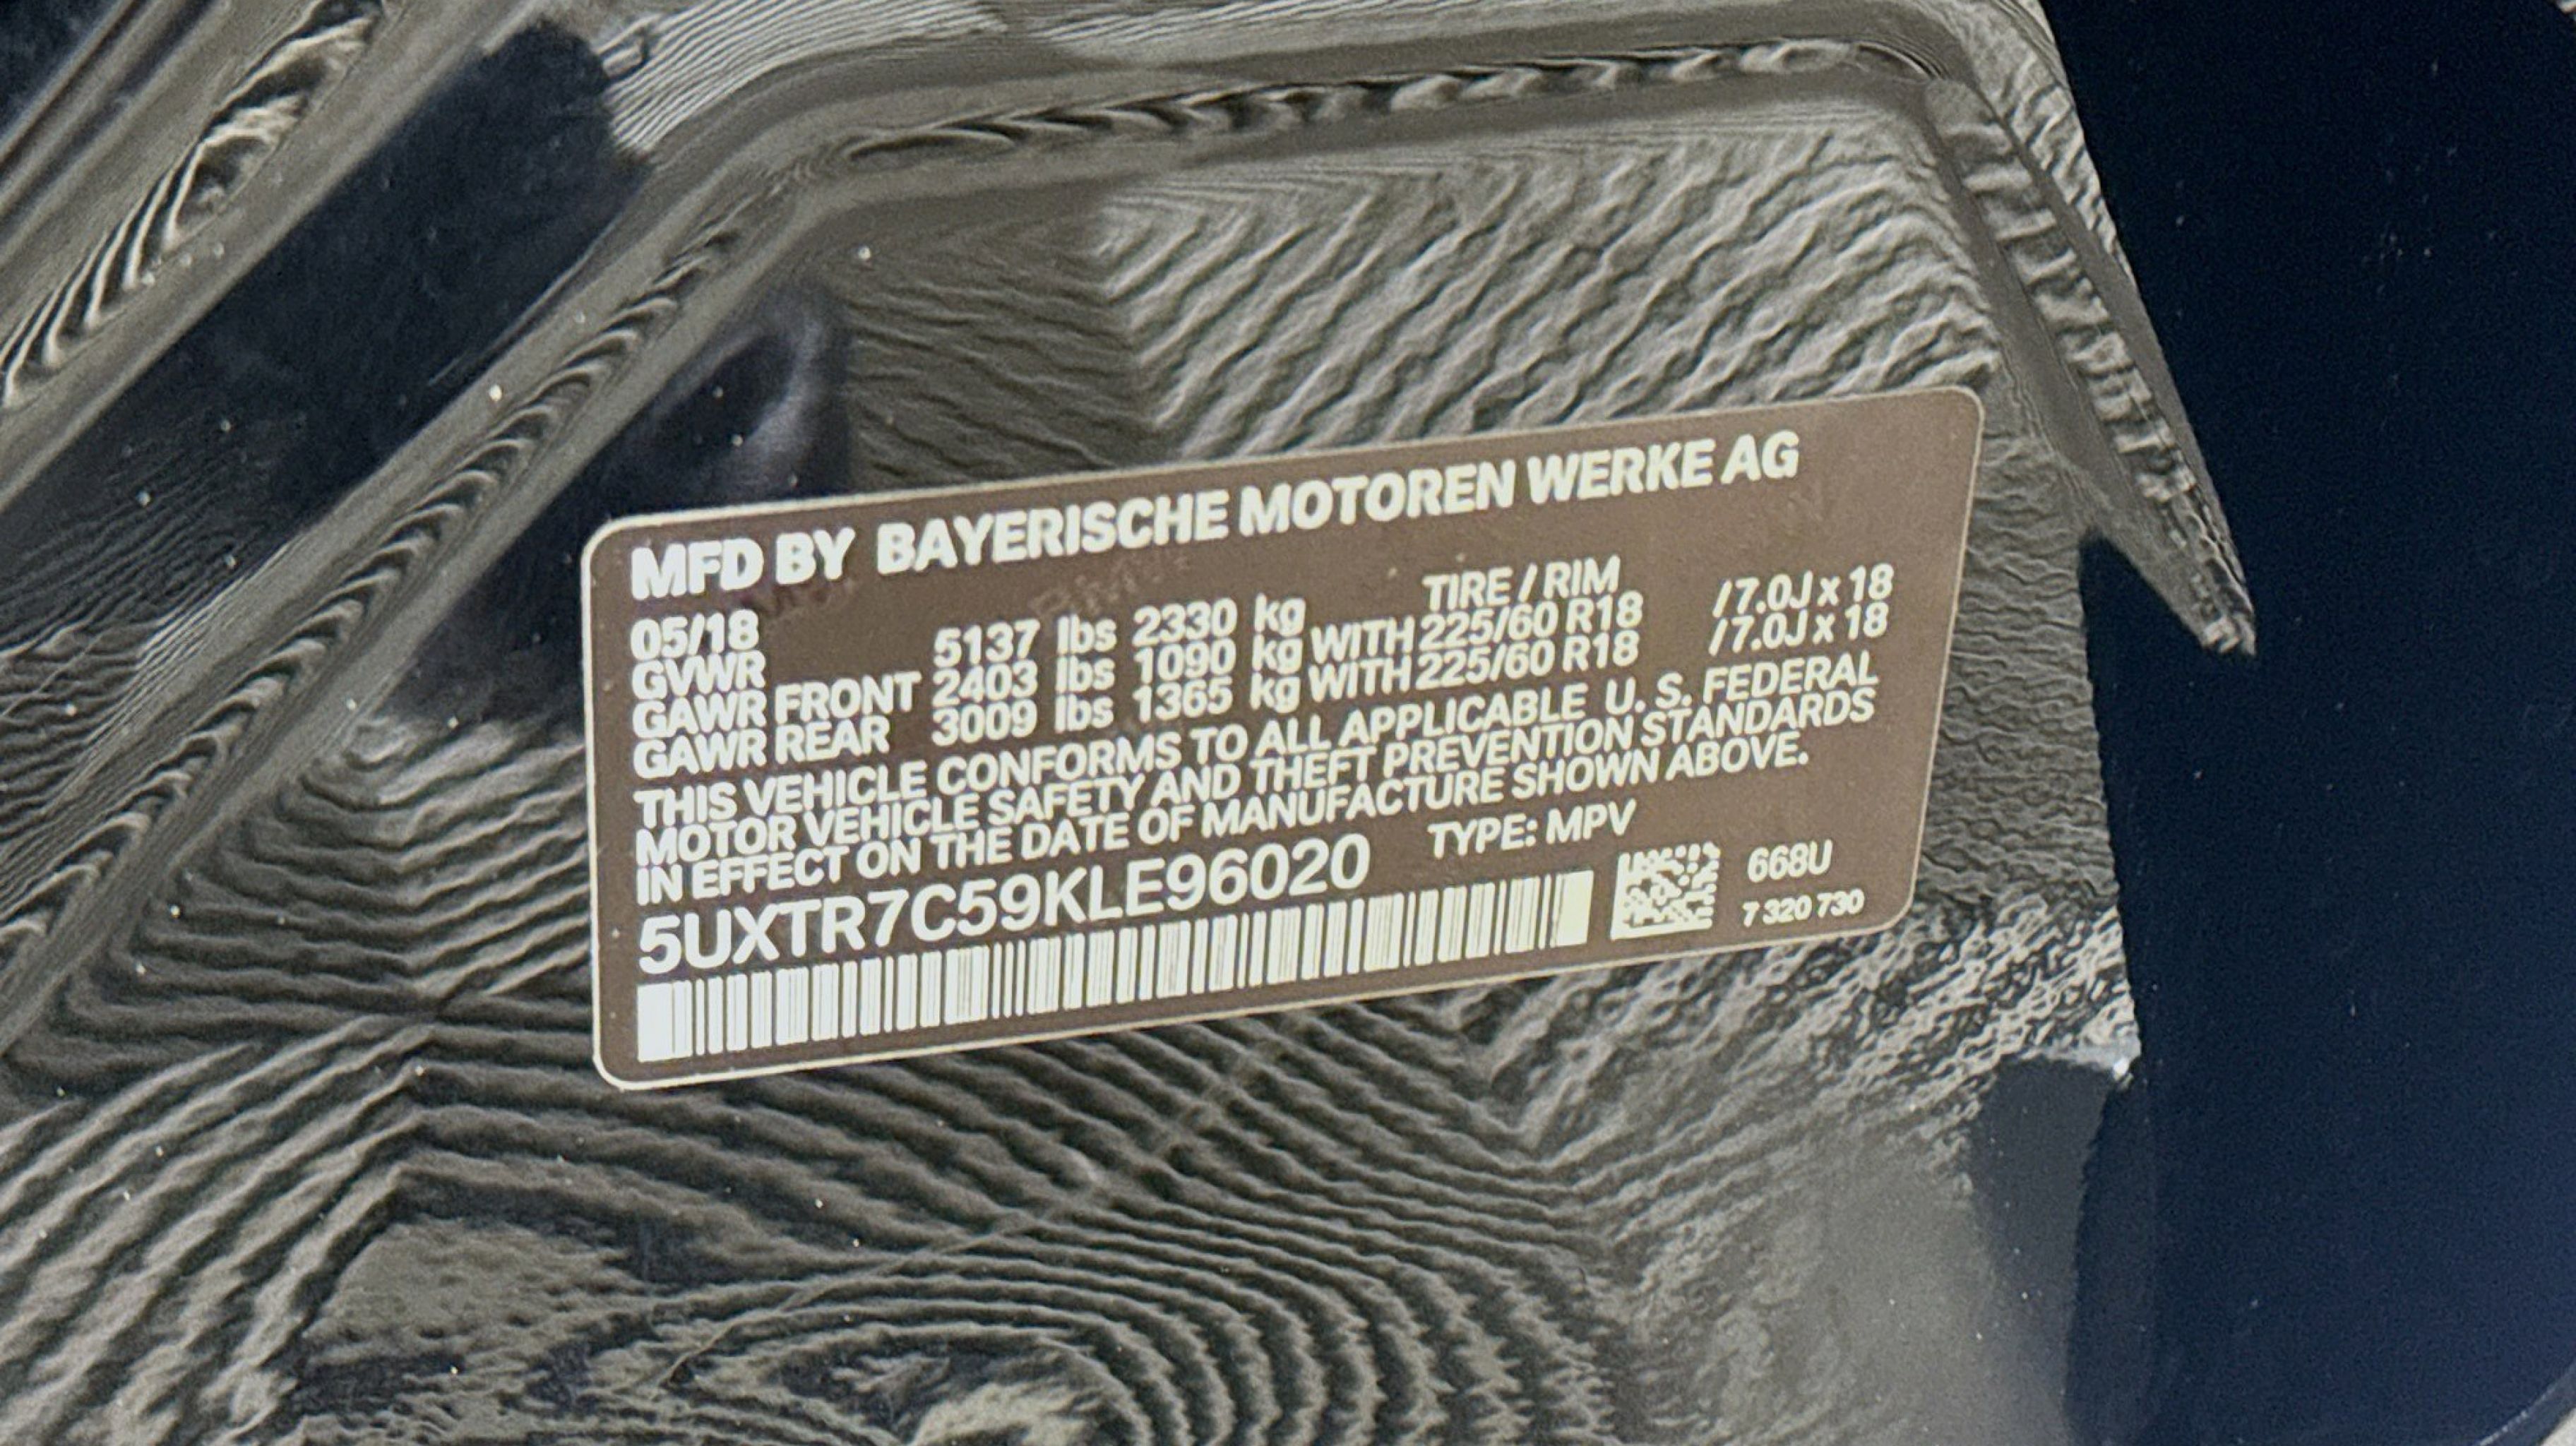 MFD BY BAYERISCHE MOTOREN WERKE AG
05/18 TIRE / RIM
GVWR 5137 lbs 2330 kg
GAWR FRONT 2403 lbs 1090 kg WITH 225/60 R18 /7.0J x 18
GAWR REAR 3009 lbs 1365 kg WITH 225/60 R18 /7.0J x 18
THIS VEHICLE CONFORMS TO ALL APPLICABLE U. S. FEDERAL
MOTOR VEHICLE SAFETY AND THEFT PREVENTION STANDARDS
IN EFFECT ON THE DATE OF MANUFACTURE SHOWN ABOVE.
5UXTR7C59KLE96020 TYPE: MPV
668U
7 320 730